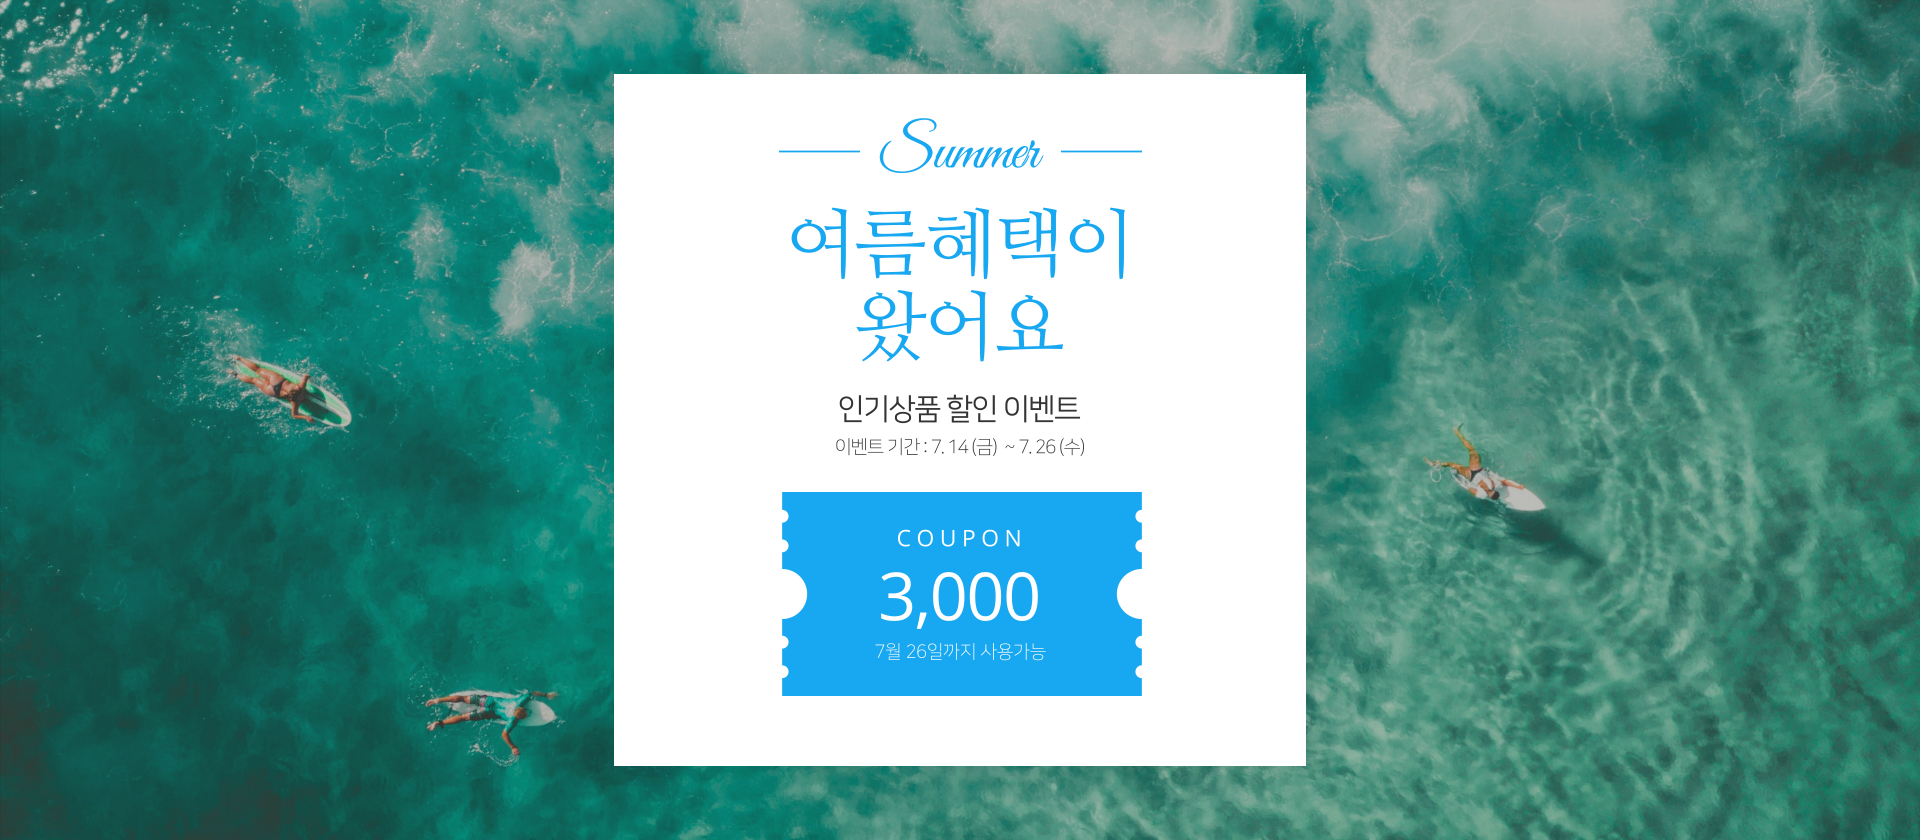 Summer
여름혜택이
왔어요
인기상품 할인 이벤트
이벤트 기간 : 7. 14 (금) ~ 7. 26 (수)
COUPON
3,000
7월 26일까지 사용가능